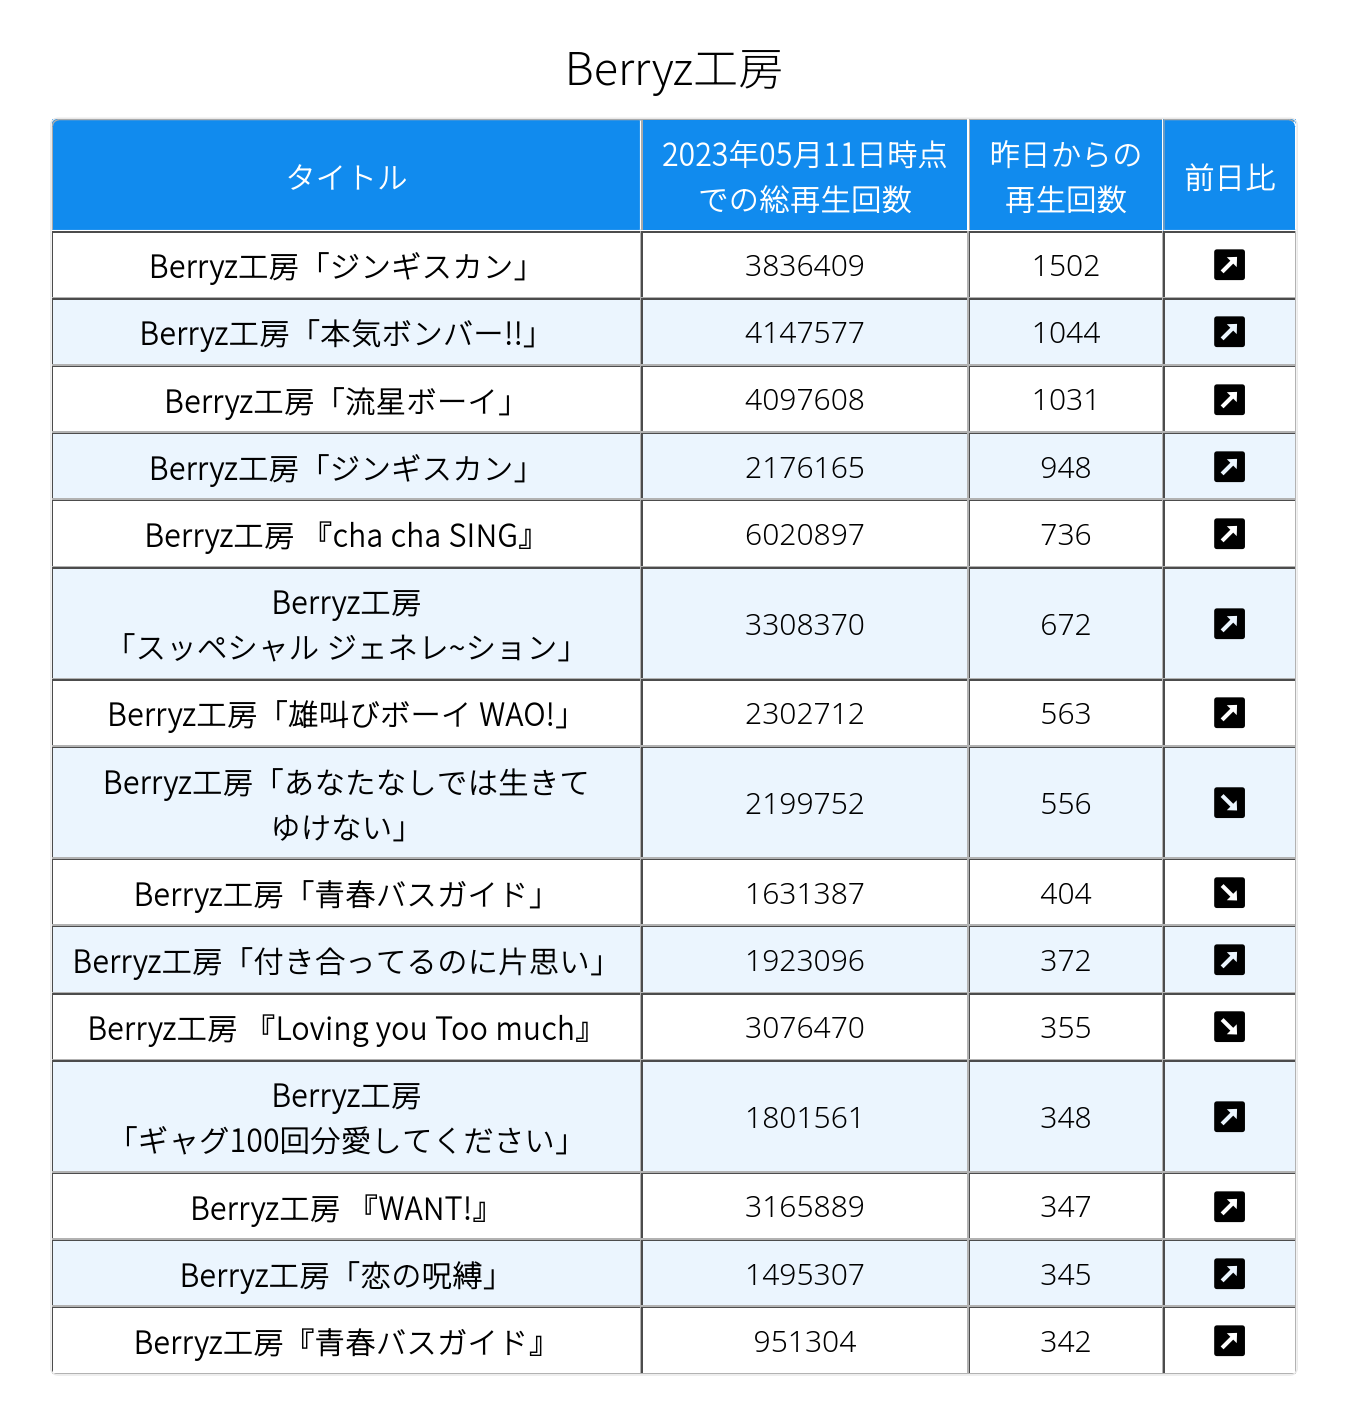 Berryz工房
タイトル
2023年05月11日時点
での総再生回数
昨日からの
再生回数
前日比
Berryz工房「ジンギスカン」 3836409 1502 ↗
Berryz工房「本気ボンバー!!」 4147577 1044 ↗
Berryz工房「流星ボーイ」 4097608 1031 ↗
Berryz工房「ジンギスカン」 2176165 948 ↗
Berryz工房 『cha cha SING』 6020897 736 ↗
Berryz工房
「スッペシャル ジェネレ~ション」 3308370 672 ↗
Berryz工房「雄叫びボーイ WAO!」 2302712 563 ↗
Berryz工房「あなたなしでは生きて
ゆけない」 2199752 556 ↘
Berryz工房「青春バスガイド」 1631387 404 ↘
Berryz工房「付き合ってるのに片思い」 1923096 372 ↗
Berryz工房 『Loving you Too much』 3076470 355 ↘
Berryz工房
「ギャグ100回分愛してください」 1801561 348 ↗
Berryz工房 『WANT!』 3165889 347 ↗
Berryz工房「恋の呪縛」 1495307 345 ↗
Berryz工房『青春バスガイド』 951304 342 ↗